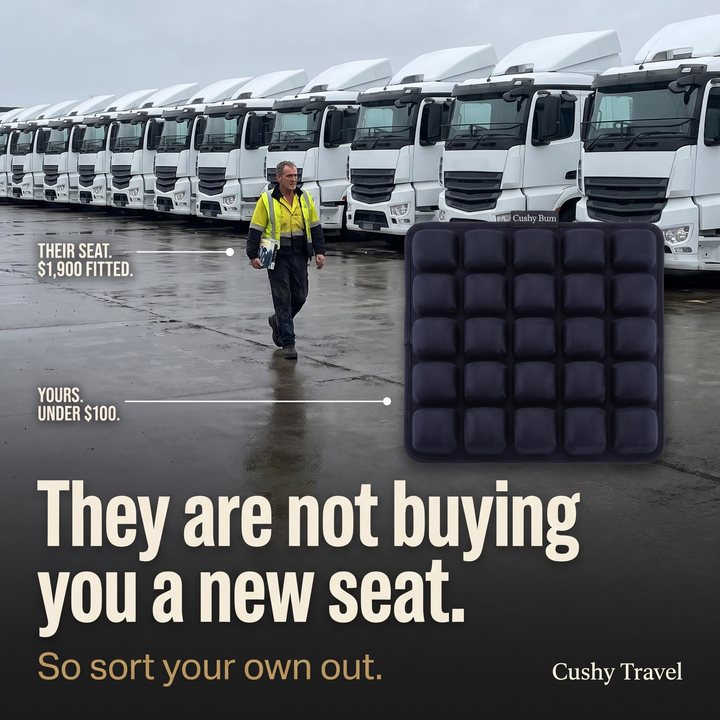 Cushy Bum
THEIR SEAT.
$1,900 FITTED.
YOURS.
UNDER $100.
They are not buying
you a new seat.
So sort your own out.
Cushy Travel